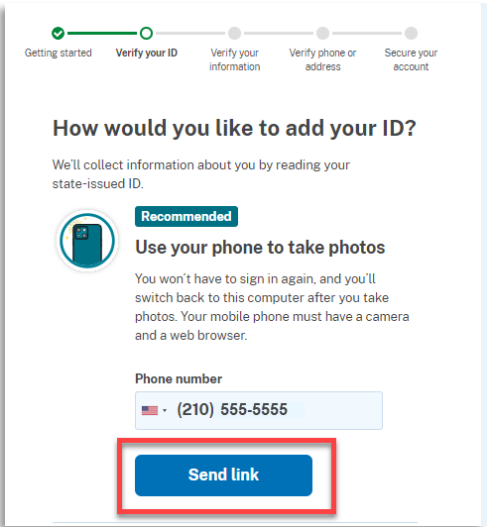 Getting started
Verify your ID
Verify your
information
Verify phone or
address
Secure your
account
How would you like to add your ID?
We'll collect information about you by reading your
state-issued ID.
Recommended
Use your phone to take photos
You won't have to sign in again, and you'll
switch back to this computer after you take
photos. Your mobile phone must have a camera
and a web browser.
Phone number
(210) 555-5555
Send link